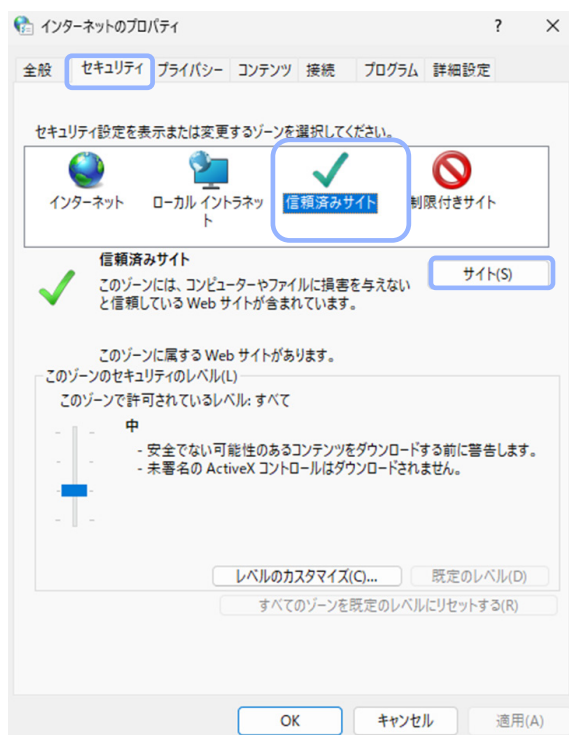 インターネットのプロパティ
全般 セキュリティ プライバシー コンテンツ 接続 プログラム 詳細設定
セキュリティ設定を表示または変更するゾーンを選択してください。
インターネット ローカル イントラネッ 信頼済みサイト 制限付きサイト
ト
信頼済みサイト
サイト(S)
このゾーンには、コンピューターやファイルに損害を与えない
と信頼している Web サイトが含まれています。
このゾーンに属する Web サイトがあります。
このゾーンのセキュリティのレベル(L)
このゾーンで許可されているレベル: すべて
中
- 安全でない可能性のあるコンテンツをダウンロードする前に警告します。
- 未署名の ActiveX コントロールはダウンロードされません。
レベルのカスタマイズ(C)... 既定のレベル(D)
すべてのゾーンを既定のレベルにリセットする(R)
OK キャンセル 適用(A)